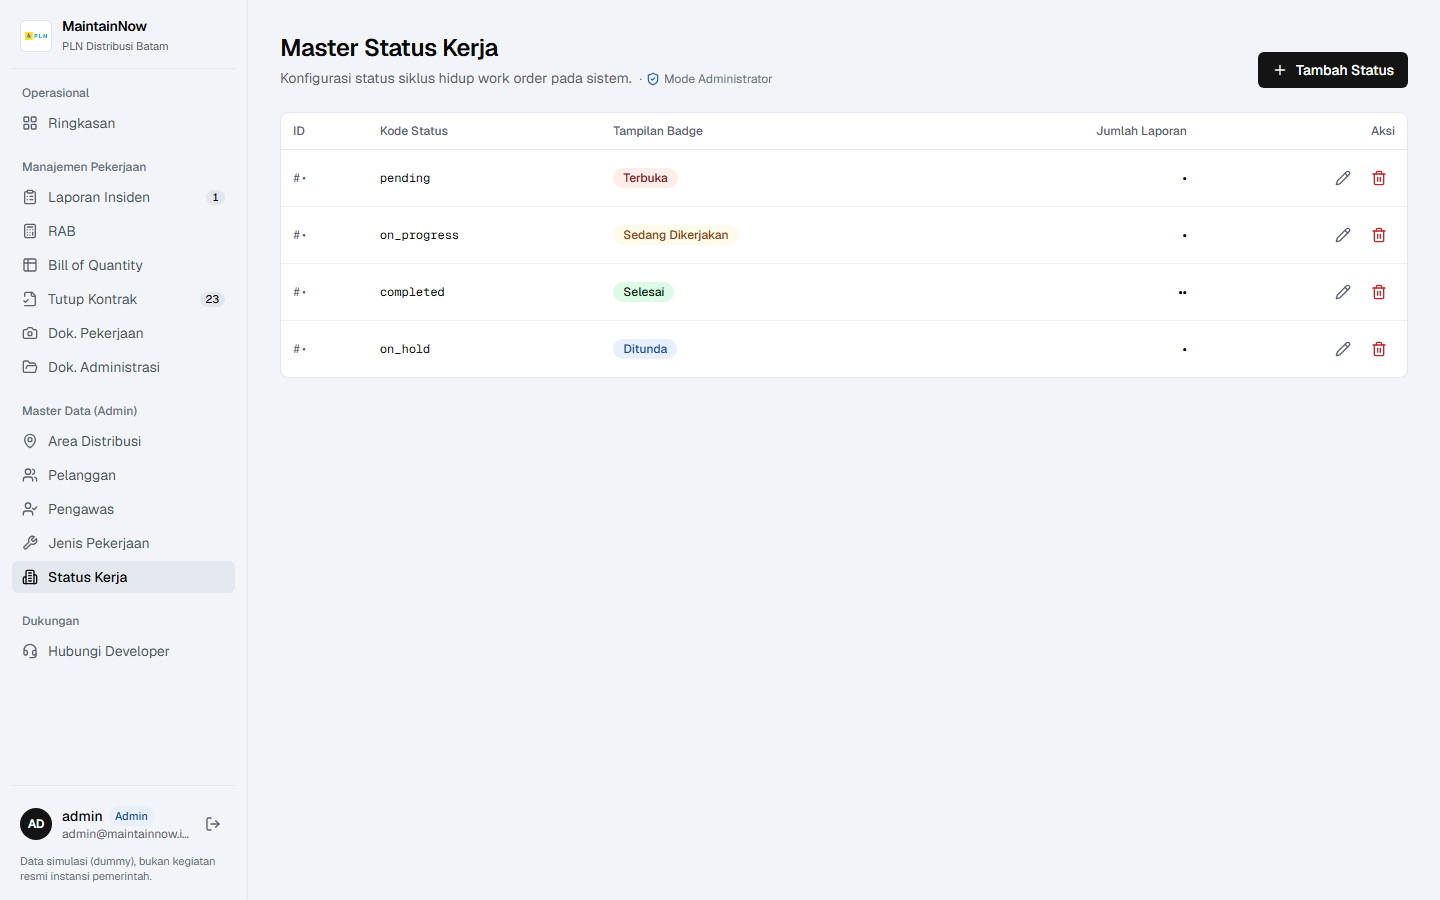 MaintainNow
PLN Distribusi Batam
Operasional
Ringkasan
Manajemen Pekerjaan
Laporan Insiden 1
RAB
Bill of Quantity
Tutup Kontrak 23
Dok. Pekerjaan
Dok. Administrasi
Master Data (Admin)
Area Distribusi
Pelanggan
Pengawas
Jenis Pekerjaan
Status Kerja
Dukungan
Hubungi Developer
AD admin Admin
admin@maintainnow.i...
Data simulasi (dummy), bukan kegiatan
resmi instansi pemerintah.
Master Status Kerja
Konfigurasi status siklus hidup work order pada sistem. · Mode Administrator
+ Tambah Status
ID Kode Status Tampilan Badge Jumlah Laporan Aksi
#• pending Terbuka •
#• on_progress Sedang Dikerjakan •
#• completed Selesai ••
#• on_hold Ditunda •